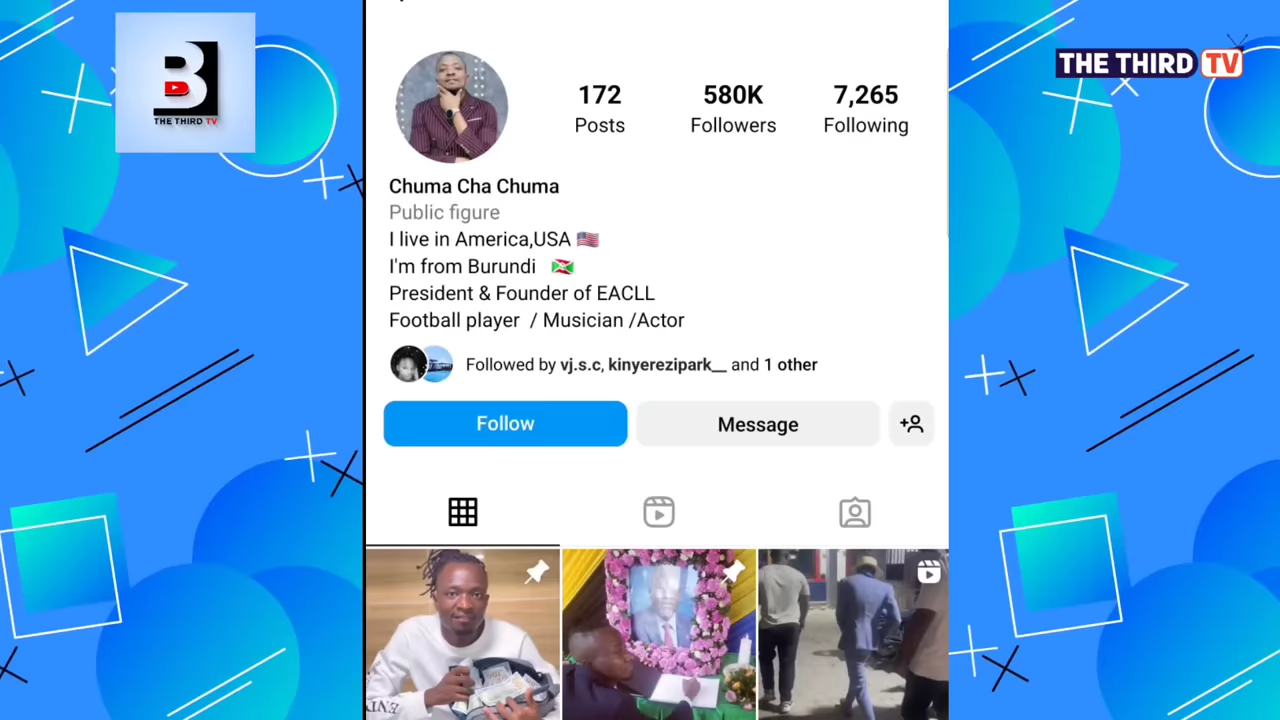 THE THIRD TV
THE THIRD TV
172
Posts
580K
Followers
7,265
Following
Chuma Cha Chuma
Public figure
I live in America,USA 🇺🇸
I'm from Burundi 🇧🇮
President & Founder of EACLL
Football player / Musician /Actor
Followed by vj.s.c, kinyerezipark__ and 1 other
Follow
Message